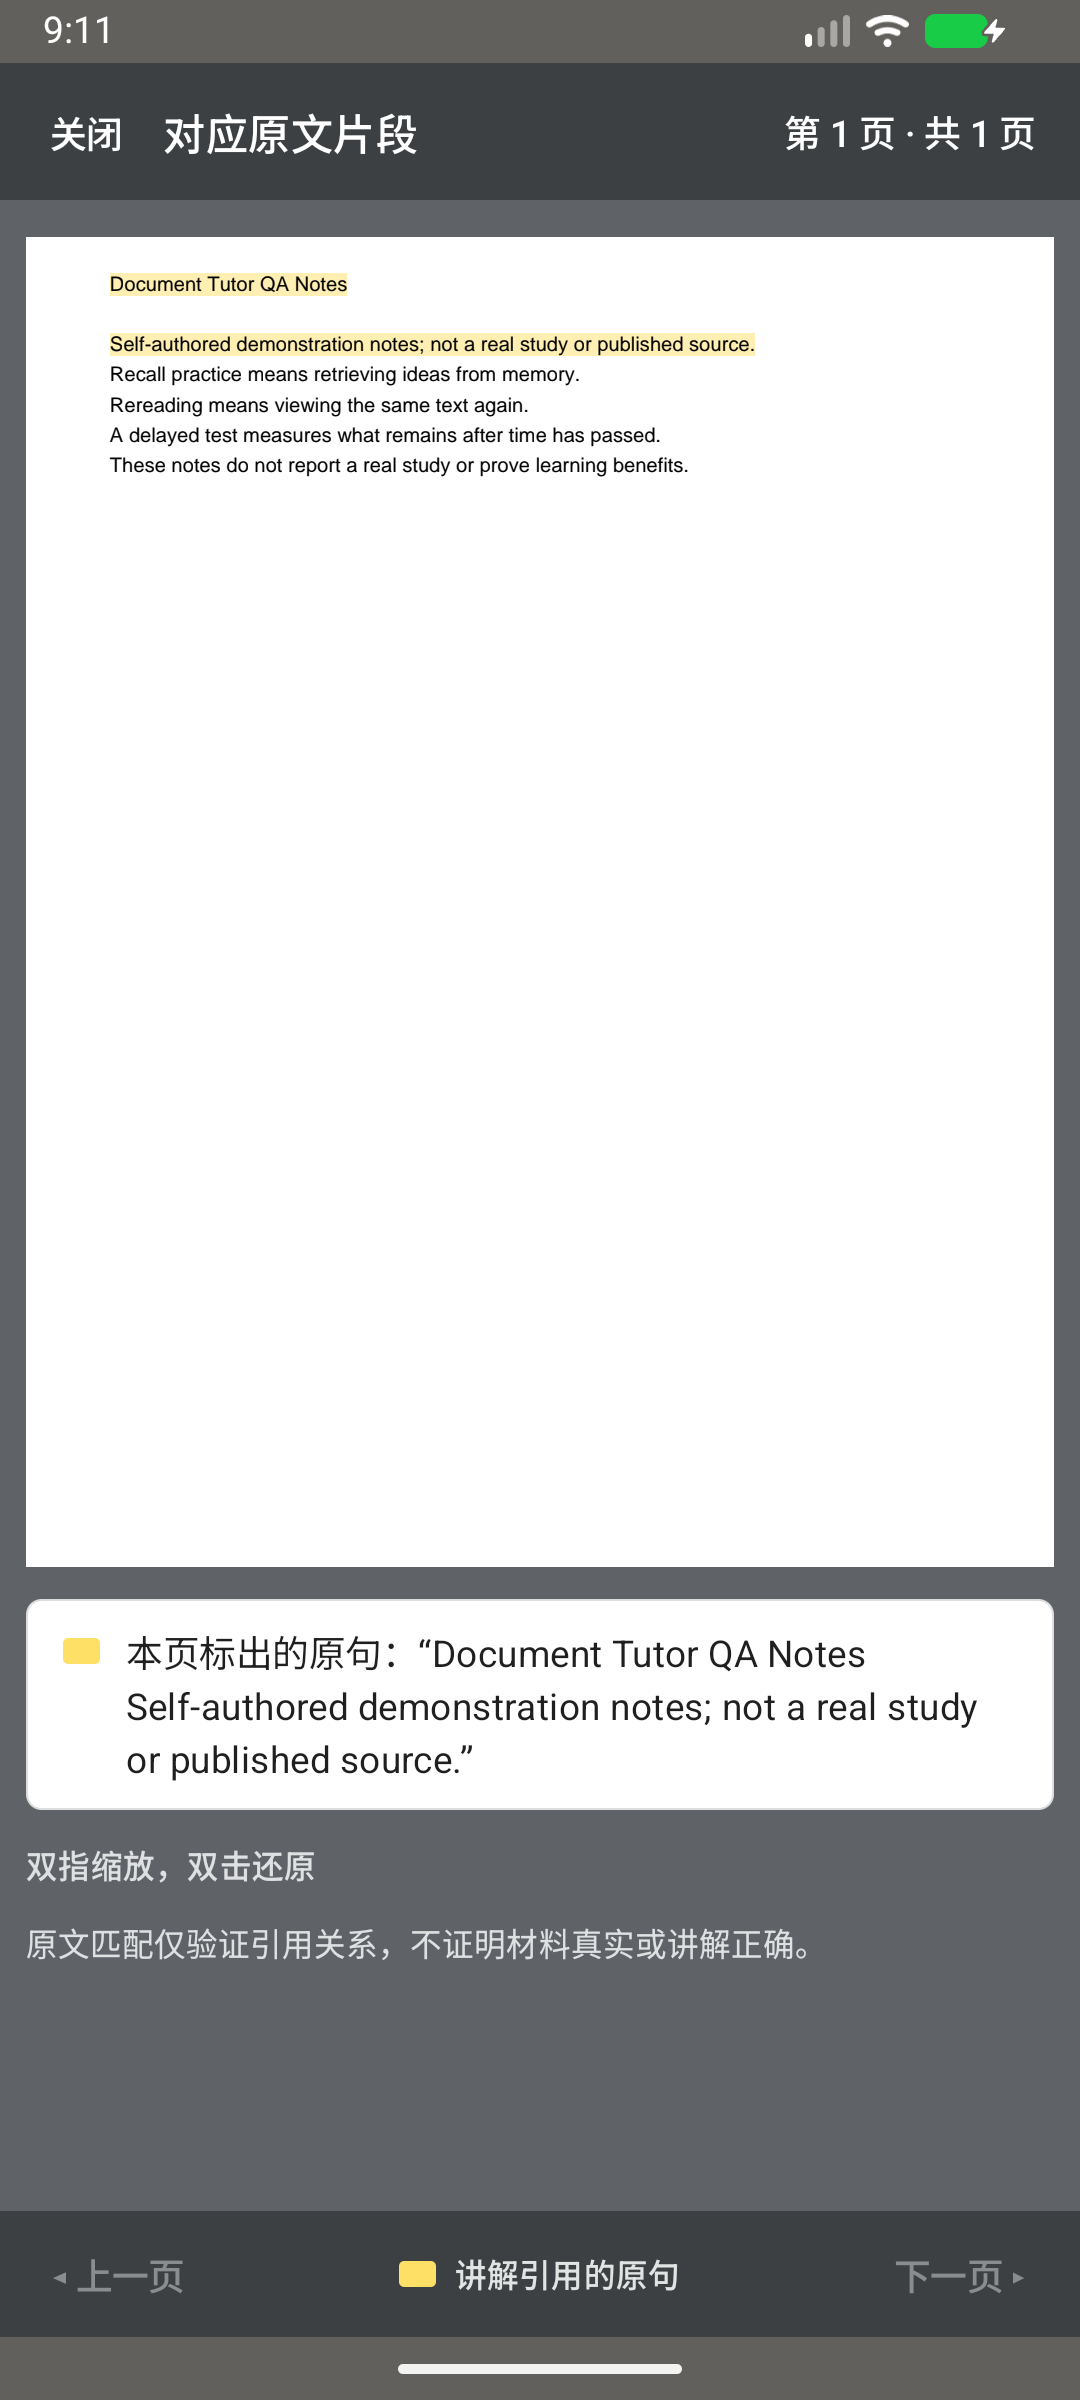 9:11
关闭 对应原文片段 第 1 页 · 共 1 页
Document Tutor QA Notes
Self-authored demonstration notes; not a real study or published source.
Recall practice means retrieving ideas from memory.
Rereading means viewing the same text again.
A delayed test measures what remains after time has passed.
These notes do not report a real study or prove learning benefits.
本页标出的原句：“Document Tutor QA Notes
Self-authored demonstration notes; not a real study
or published source.”
双指缩放，双击还原
原文匹配仅验证引用关系，不证明材料真实或讲解正确。
◂ 上一页 讲解引用的原句 下一页 ▸